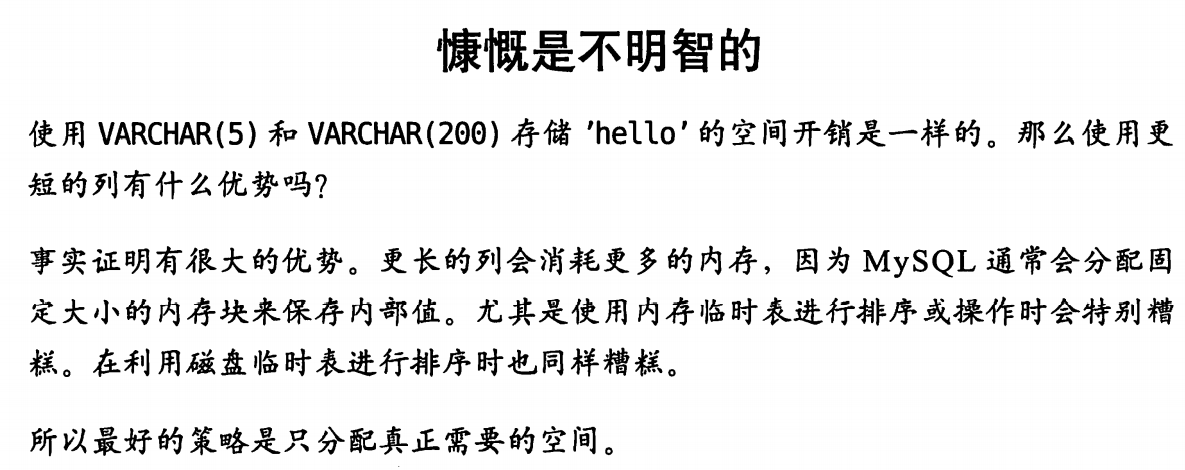 慷慨是不明智的
使用 VARCHAR(5) 和 VARCHAR(200) 存储 'hello' 的空间开销是一样的。那么使用更
短的列有什么优势吗？
事实证明有很大的优势。更长的列会消耗更多的内存，因为 MySQL 通常会分配固
定大小的内存块来保存内部值。尤其是使用内存临时表进行排序或操作时会特别糟
糕。在利用磁盘临时表进行排序时也同样糟糕。
所以最好的策略是只分配真正需要的空间。